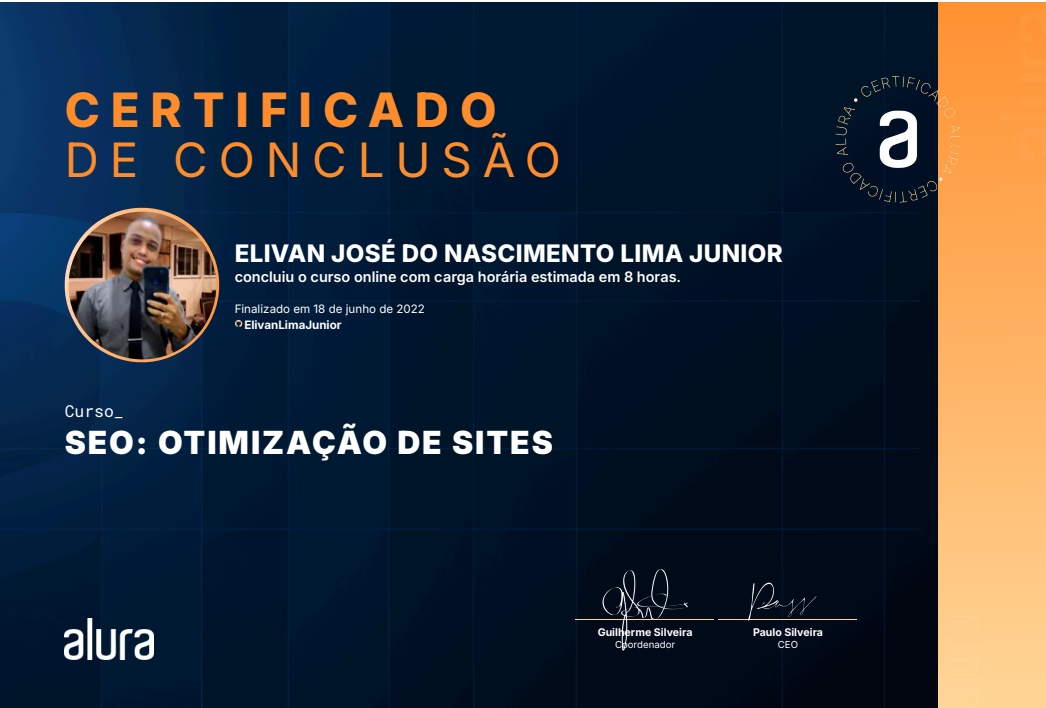 CERTIFICADO
DE CONCLUSÃO
• CERTIFICADO ALURA • CERTIFICADO ALURA
a
ELIVAN JOSÉ DO NASCIMENTO LIMA JUNIOR
concluiu o curso online com carga horária estimada em 8 horas.
Finalizado em 18 de junho de 2022
ElivanLimaJunior
Curso_
SEO: OTIMIZAÇÃO DE SITES
Guilherme Silveira
Coordenador
Paulo Silveira
CEO
alura
alura